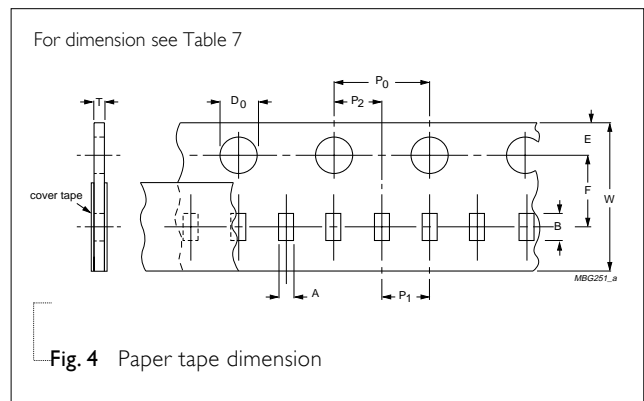 For dimension see Table 7
P0
D0
P2
T
E
F
W
cover tape
B
MBG251_a
A
P1
Fig. 4 Paper tape dimension